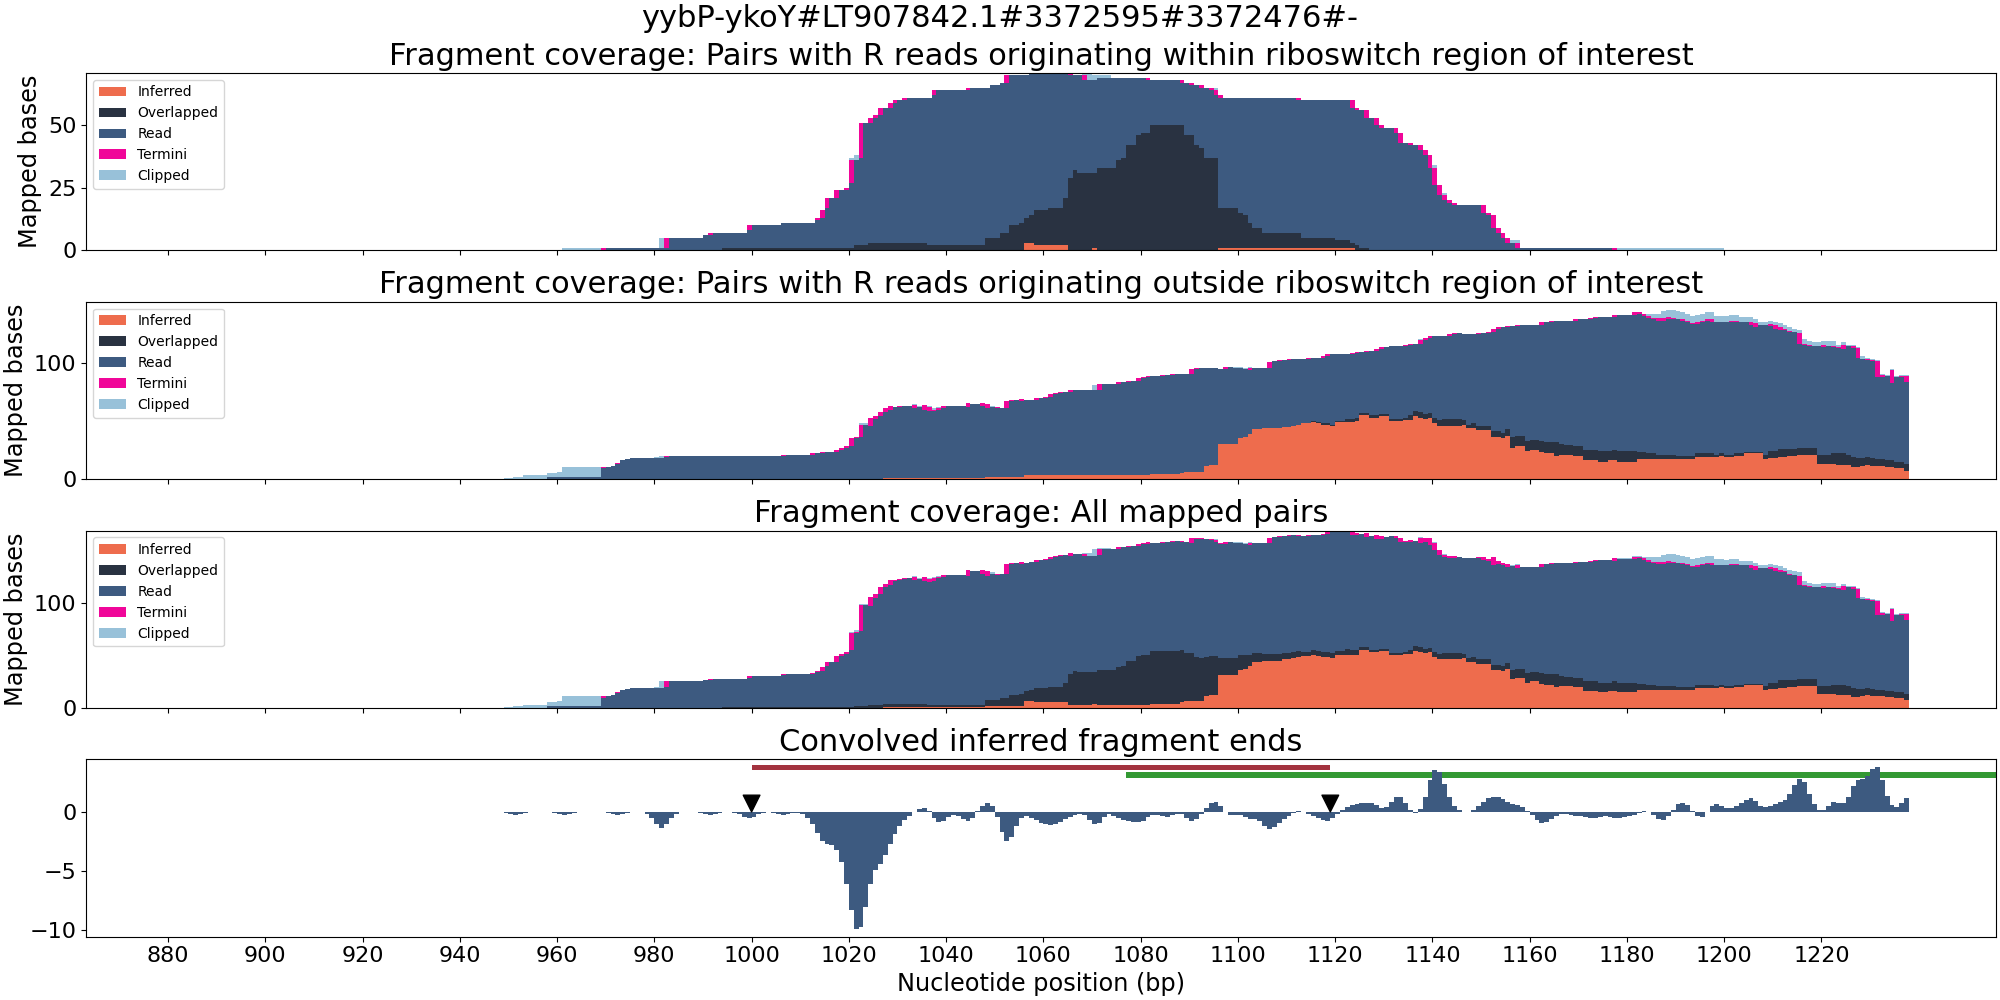 yybP-ykoY#LT907842.1#3372595#3372476#-
Fragment coverage: Pairs with R reads originating within riboswitch region of interest
Mapped bases
50
25
0
Inferred
Overlapped
Read
Termini
Clipped
Fragment coverage: Pairs with R reads originating outside riboswitch region of interest
Mapped bases
100
0
Inferred
Overlapped
Read
Termini
Clipped
Fragment coverage: All mapped pairs
Mapped bases
100
0
Inferred
Overlapped
Read
Termini
Clipped
Convolved inferred fragment ends
0
−5
−10
880 900 920 940 960 980 1000 1020 1040 1060 1080 1100 1120 1140 1160 1180 1200 1220
Nucleotide position (bp)